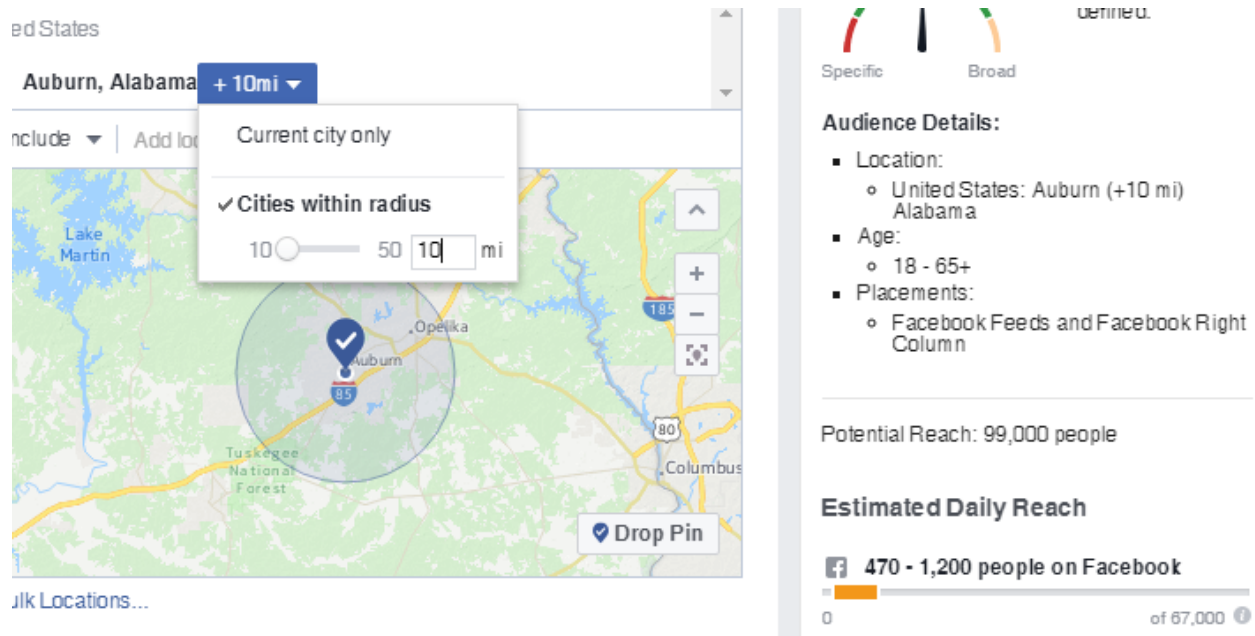 ed States
Auburn, Alabama
+ 10mi
nclude
Add loc
Current city only
Cities within radius
10
50
10
mi
Lake
Martin
Opelika
Auburn
85
185
80
Tuskegee
National
Forest
Columbus
Drop Pin
ulk Locations...
defined.
Specific
Broad
Audience Details:
Location:
United States: Auburn (+10 mi)
Alabama
Age:
18 - 65+
Placements:
Facebook Feeds and Facebook Right
Column
Potential Reach: 99,000 people
Estimated Daily Reach
470 - 1,200 people on Facebook
0
of 67,000